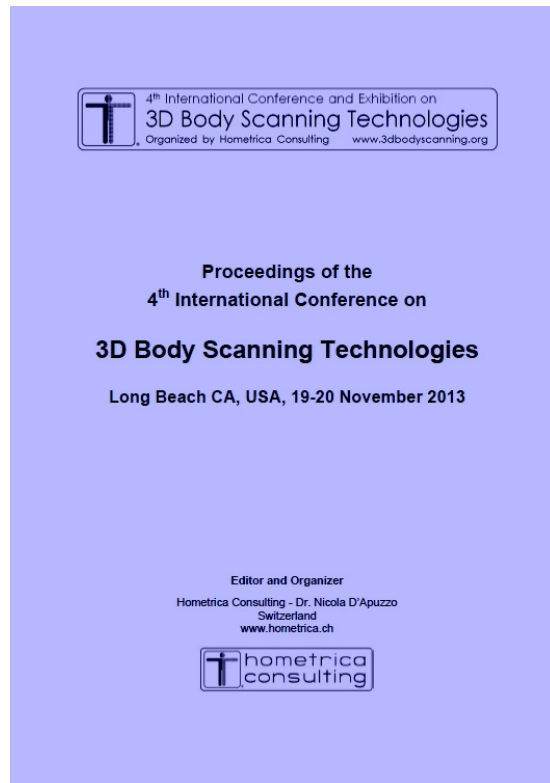 4th International Conference and Exhibition on
3D Body Scanning Technologies
Organized by Hometrica Consulting www.3dbodyscanning.org
Proceedings of the
4th International Conference on
3D Body Scanning Technologies
Long Beach CA, USA, 19-20 November 2013
Editor and Organizer
Hometrica Consulting - Dr. Nicola D'Apuzzo
Switzerland
www.hometrica.ch
hometrica
consulting